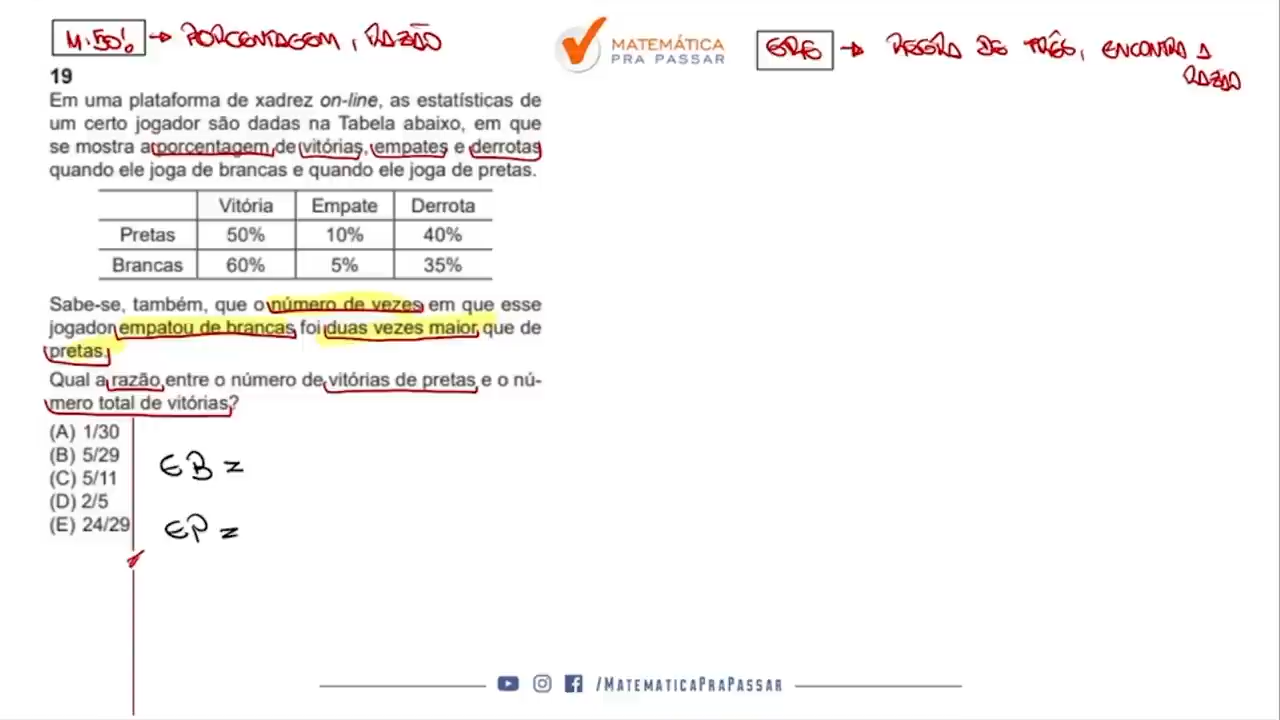 M.50% → PORCENTAGEM, RAZÃO
MATEMÁTICA
PRA PASSAR
GRG → REGRA DE TRÊS, ENCONTRA A
RAZÃO
19
Em uma plataforma de xadrez on-line, as estatísticas de
um certo jogador são dadas na Tabela abaixo, em que
se mostra a porcentagem de vitórias, empates e derrotas
quando ele joga de brancas e quando ele joga de pretas.
Vitória Empate Derrota
Pretas 50% 10% 40%
Brancas 60% 5% 35%
Sabe-se, também, que o número de vezes em que esse
jogador empatou de brancas foi duas vezes maior que de
pretas.
Qual a razão entre o número de vitórias de pretas e o nú-
mero total de vitórias?
(A) 1/30
(B) 5/29
(C) 5/11
(D) 2/5
(E) 24/29
EB =
EP =
/MATEMATICAPRAPASSAR